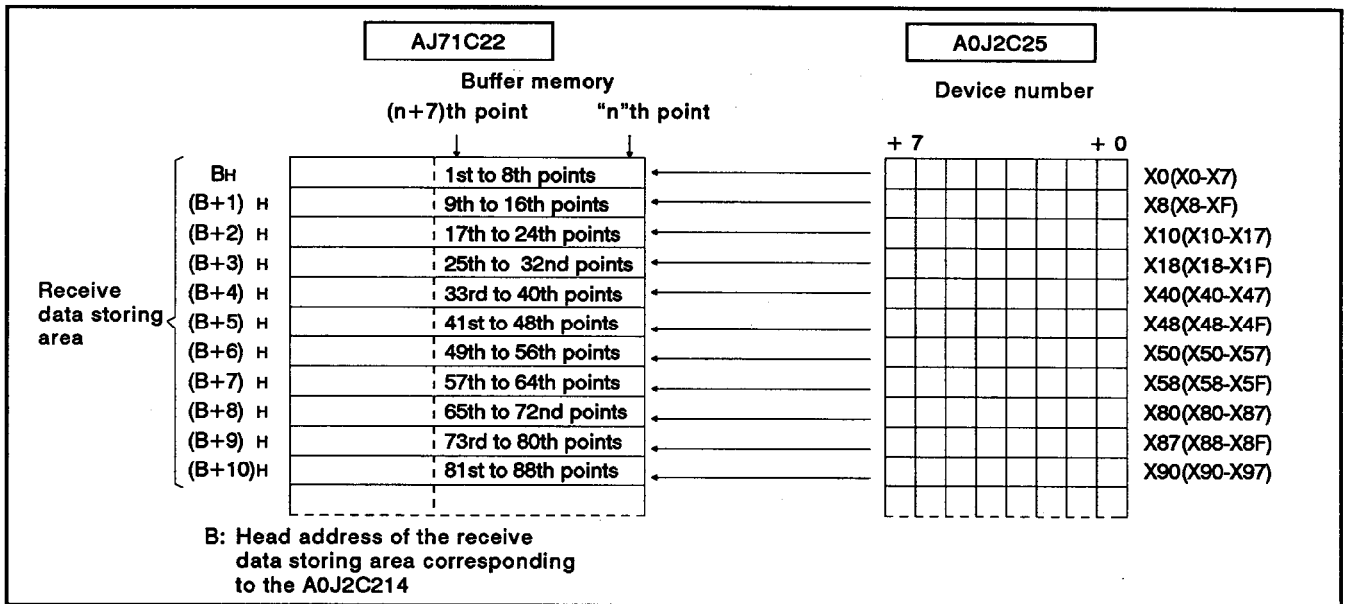 AJ71C22 A0J2C25
Buffer memory
Device number
(n+7)th point "n"th point
+ 7 + 0
BH 1st to 8th points X0(X0-X7)
(B+1) H 9th to 16th points X8(X8-XF)
(B+2) H 17th to 24th points X10(X10-X17)
(B+3) H 25th to 32nd points X18(X18-X1F)
Receive
data storing
area
(B+4) H 33rd to 40th points X40(X40-X47)
(B+5) H 41st to 48th points X48(X48-X4F)
(B+6) H 49th to 56th points X50(X50-X57)
(B+7) H 57th to 64th points X58(X58-X5F)
(B+8) H 65th to 72nd points X80(X80-X87)
(B+9) H 73rd to 80th points X87(X88-X8F)
(B+10)H 81st to 88th points X90(X90-X97)
B: Head address of the receive
data storing area corresponding
to the A0J2C214